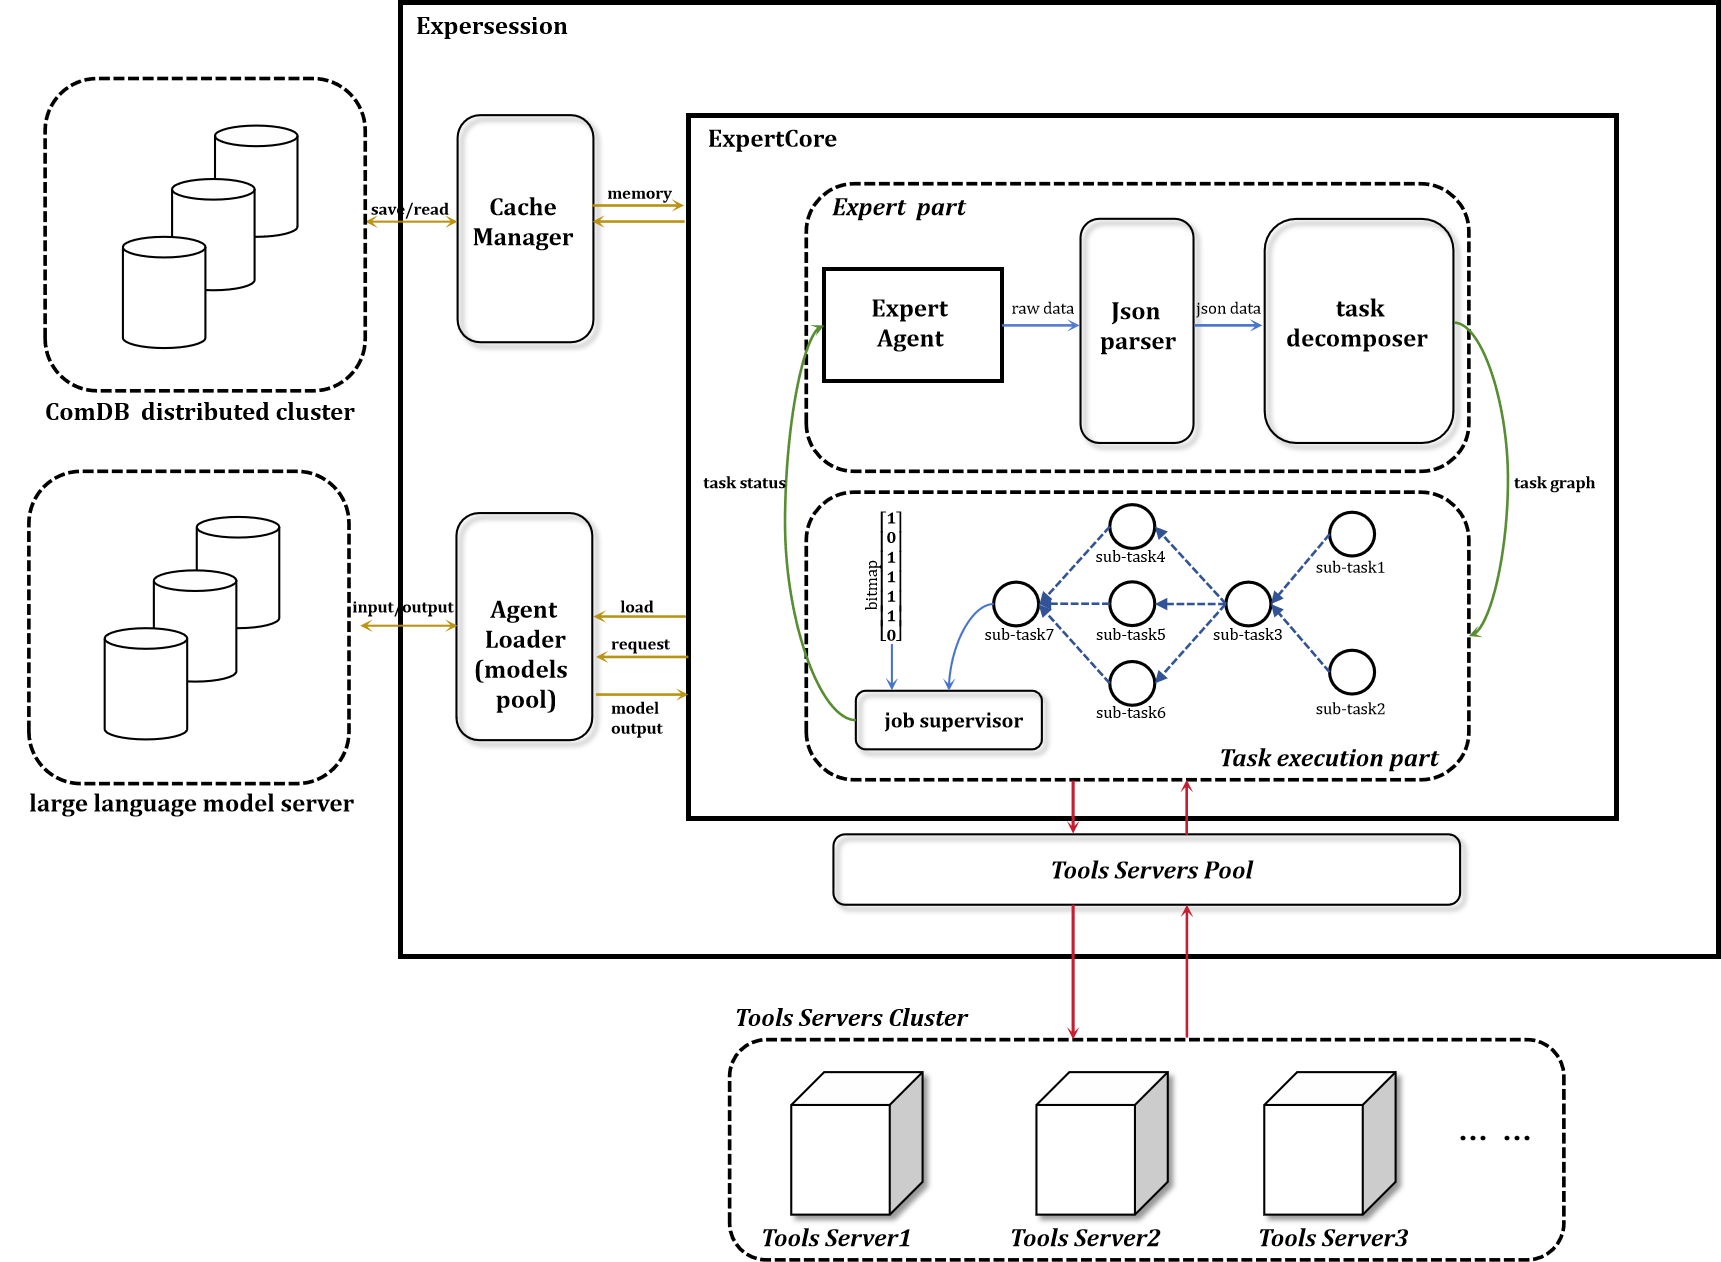 Expersession
ExpertCore
Expert part
memory
save/read
Cache
Manager
Expert
Agent
raw data
Json
parser
json data
task
decomposer
ComDB distributed cluster
task status
task graph
bitmap
1
0
1
1
1
1
0
sub-task4
sub-task1
sub-task7
sub-task5
sub-task3
sub-task6
sub-task2
job supervisor
Task execution part
input/output
Agent
Loader
(models
pool)
load
request
model
output
large language model server
Tools Servers Pool
Tools Servers Cluster
... ...
Tools Server1
Tools Server2
Tools Server3